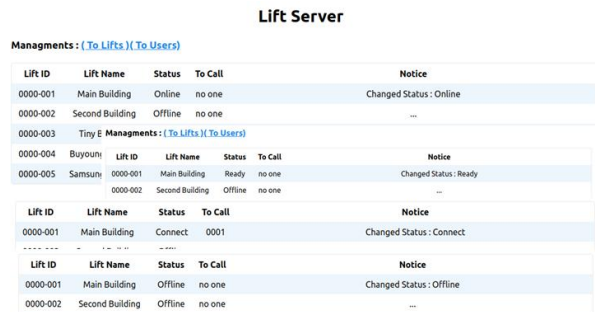 Lift Server
Managments : ( To Lifts )( To Users)
Lift ID Lift Name Status To Call Notice
0000-001 Main Building Online no one Changed Status : Online
0000-002 Second Building Offline no one ...
0000-003 Tiny
0000-004
0000-005
Managments : ( To Lifts )( To Users)
Lift ID Lift Name Status To Call Notice
0000-001 Main Building Ready no one Changed Status : Ready
0000-002 Second Building Offline no one ...
Lift ID Lift Name Status To Call Notice
0000-001 Main Building Connect 0001 Changed Status : Connect
Lift ID Lift Name Status To Call Notice
0000-001 Main Building Offline no one Changed Status : Offline
0000-002 Second Building Offline no one ...